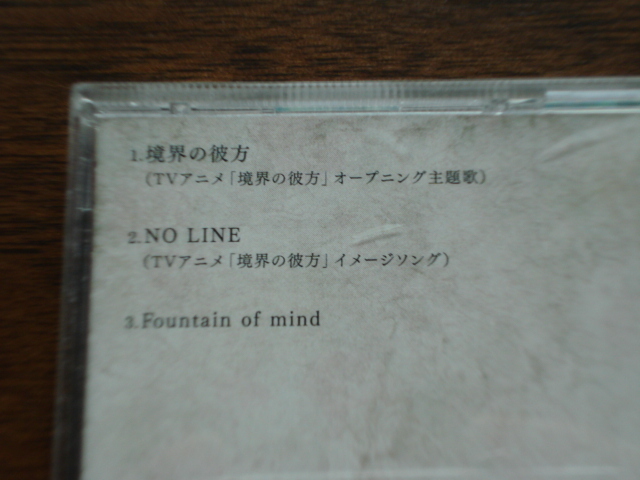 1.境界の彼方
(TVアニメ「境界の彼方」オープニング主題歌)
2.NO LINE
(TVアニメ「境界の彼方」イメージソング)
3.Fountain of mind